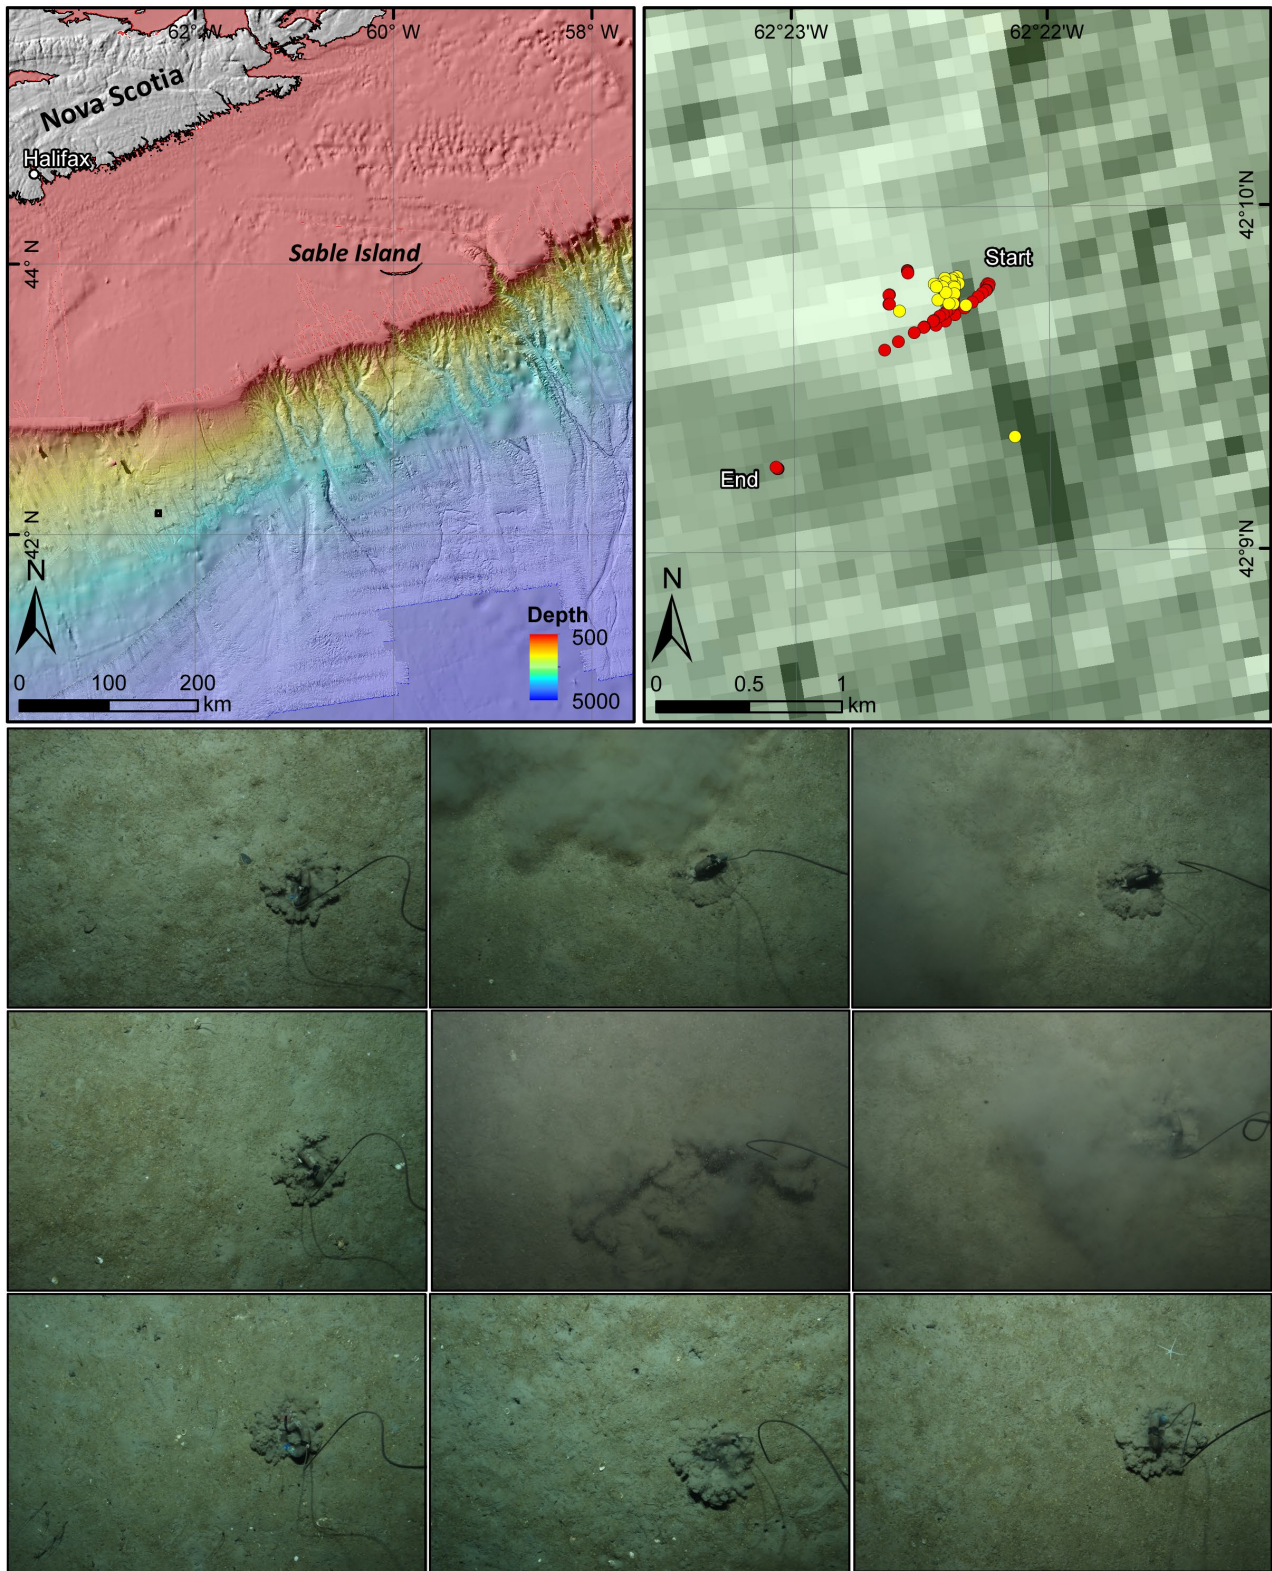 62° W
60° W
58° W
Nova Scotia
Halifax
Sable Island
44° N
42° N
N
Depth
500
5000
0
100
200
km
62°23'W
62°22'W
42°10'N
Start
End
42°9'N
N
0
0.5
1
km